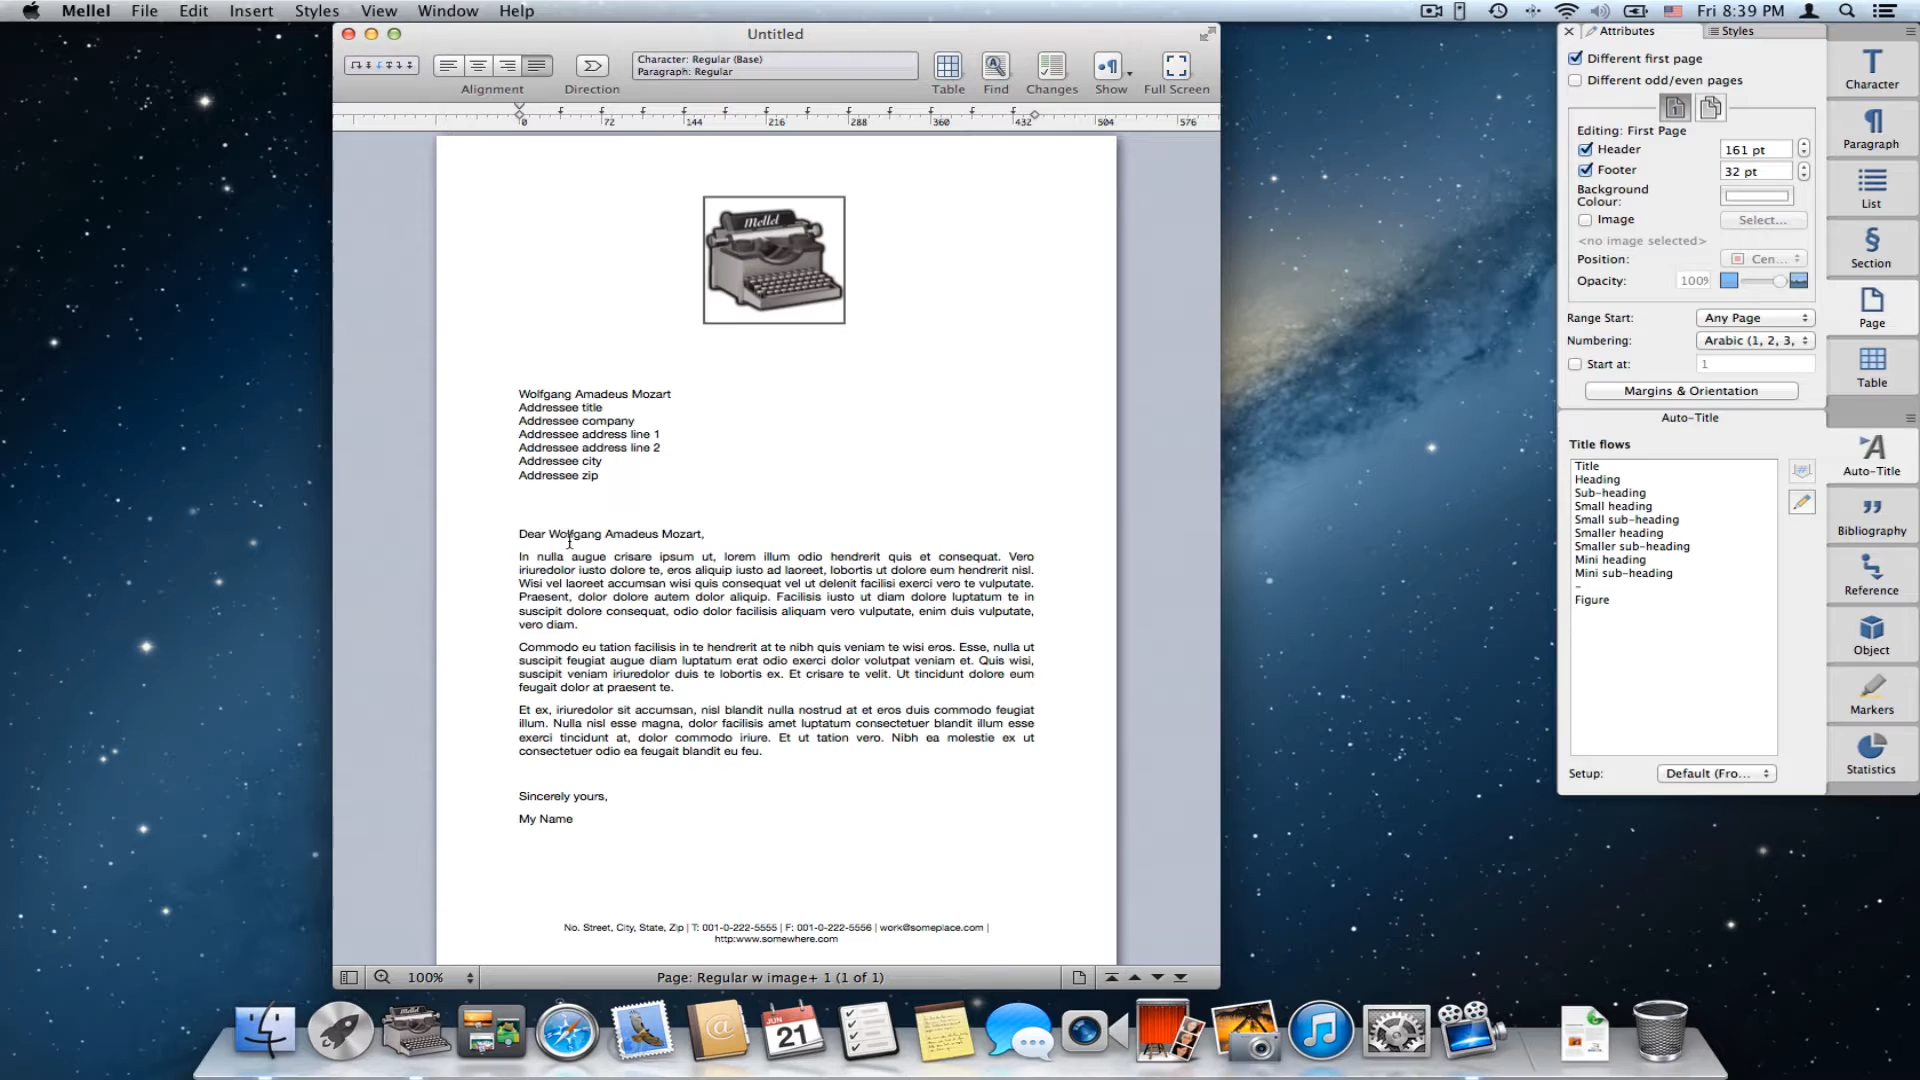 Mellel File Edit Insert Styles View Window Help Fri 8:39 PM
Untitled
Character: Regular (Base)
Paragraph: Regular
Alignment Direction Table Find Changes Show Full Screen
0 72 144 216 288 360 432 504 576
Mellel
Wolfgang Amadeus Mozart
Addressee title
Addressee company
Addressee address line 1
Addressee address line 2
Addressee city
Addressee zip
Dear Wolfgang Amadeus Mozart,
In nulla augue crisare ipsum ut, lorem illum odio hendrerit quis et consequat. Vero
iriuredolor iusto dolore te, eros aliquip iusto ad laoreet, lobortis ut dolore eum hendrerit nisl.
Wisi vel laoreet accumsan wisi quis consequat vel ut delenit facilisi exerci vero te vulputate.
Praesent, dolor dolore autem dolor aliquip. Facilisis iusto ut diam dolore luptatum te in
suscipit dolore consequat, odio dolor facilisis aliquam vero vulputate, enim duis vulputate,
vero diam.
Commodo eu tation facilisis in te hendrerit at te nibh quis veniam te wisi eros. Esse, nulla ut
suscipit feugiat augue diam luptatum erat odio exerci dolor volutpat veniam et. Quis wisi,
suscipit veniam iriuredolor duis te lobortis ex. Et crisare te velit. Ut tincidunt dolore eum
feugait dolor at praesent te.
Et ex, iriuredolor sit accumsan, nisl blandit nulla nostrud at et eros duis commodo feugiat
illum. Nulla nisl esse magna, dolor facilisis amet luptatum consectetuer blandit illum esse
exerci tincidunt at, dolor commodo iriure. Et ut tation vero. Nibh ea molestie ex ut
consectetuer odio ea feugait blandit eu feu.
Sincerely yours,
My Name
No. Street, City, State, Zip | T: 001-0-222-5555 | F: 001-0-222-5556 | work@someplace.com |
http:www.somewhere.com
100% Page: Regular w image+ 1 (1 of 1)
Attributes Styles
Different first page
Different odd/even pages
Editing: First Page
Header 161 pt
Footer 32 pt
Background
Colour:
Image Select...
<no image selected>
Position: Cen...
Opacity: 100%
Range Start: Any Page
Numbering: Arabic (1, 2, 3,
Start at: 1
Margins & Orientation
Auto-Title
Title flows
Title
Heading
Sub-heading
Small heading
Small sub-heading
Smaller heading
Smaller sub-heading
Mini heading
Mini sub-heading
-
Figure
Setup: Default (Fro...
Character
Paragraph
List
Section
Page
Table
Auto-Title
Bibliography
Reference
Object
Markers
Statistics
JUN
21